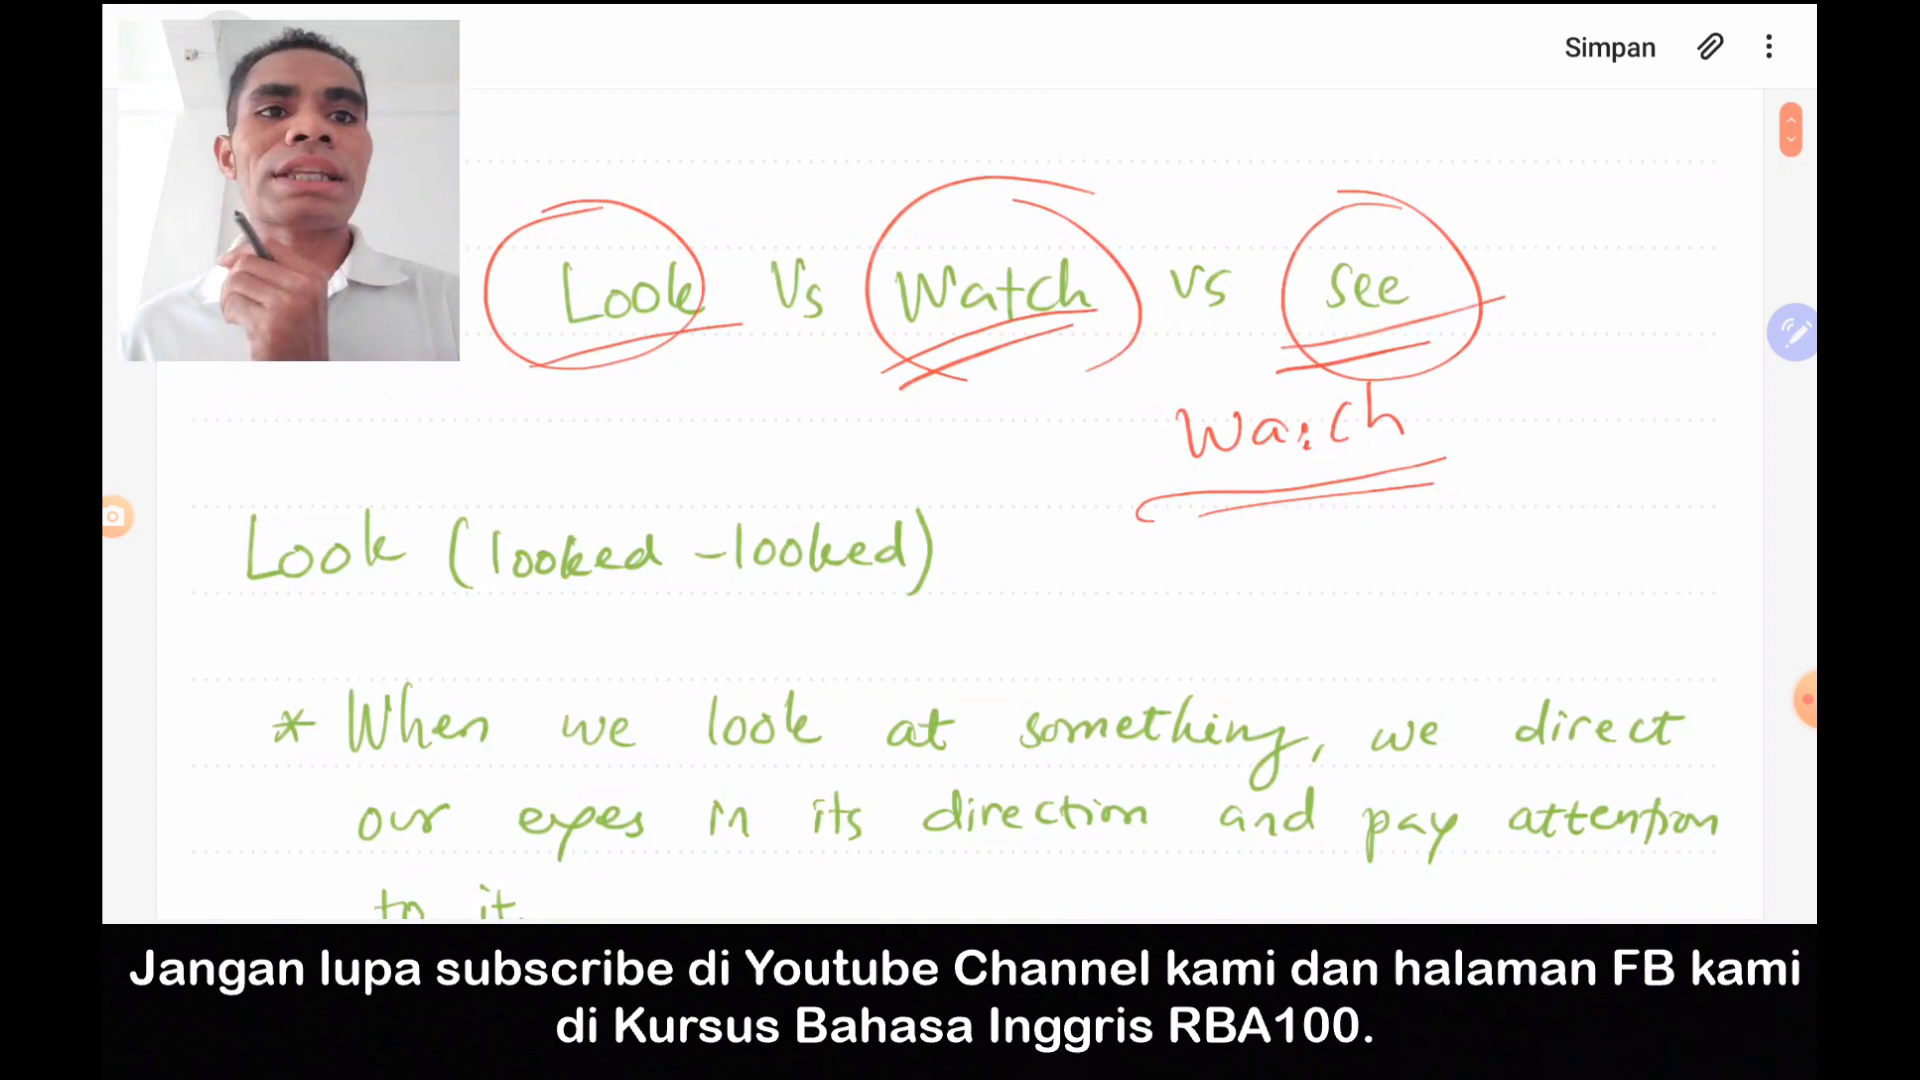 Simpan
Look Vs Watch vs see
Watch
Look (looked - looked)
* When we look at something, we direct
our eyes in its direction and pay attention
to it.
Jangan lupa subscribe di Youtube Channel kami dan halaman FB kami
di Kursus Bahasa Inggris RBA100.